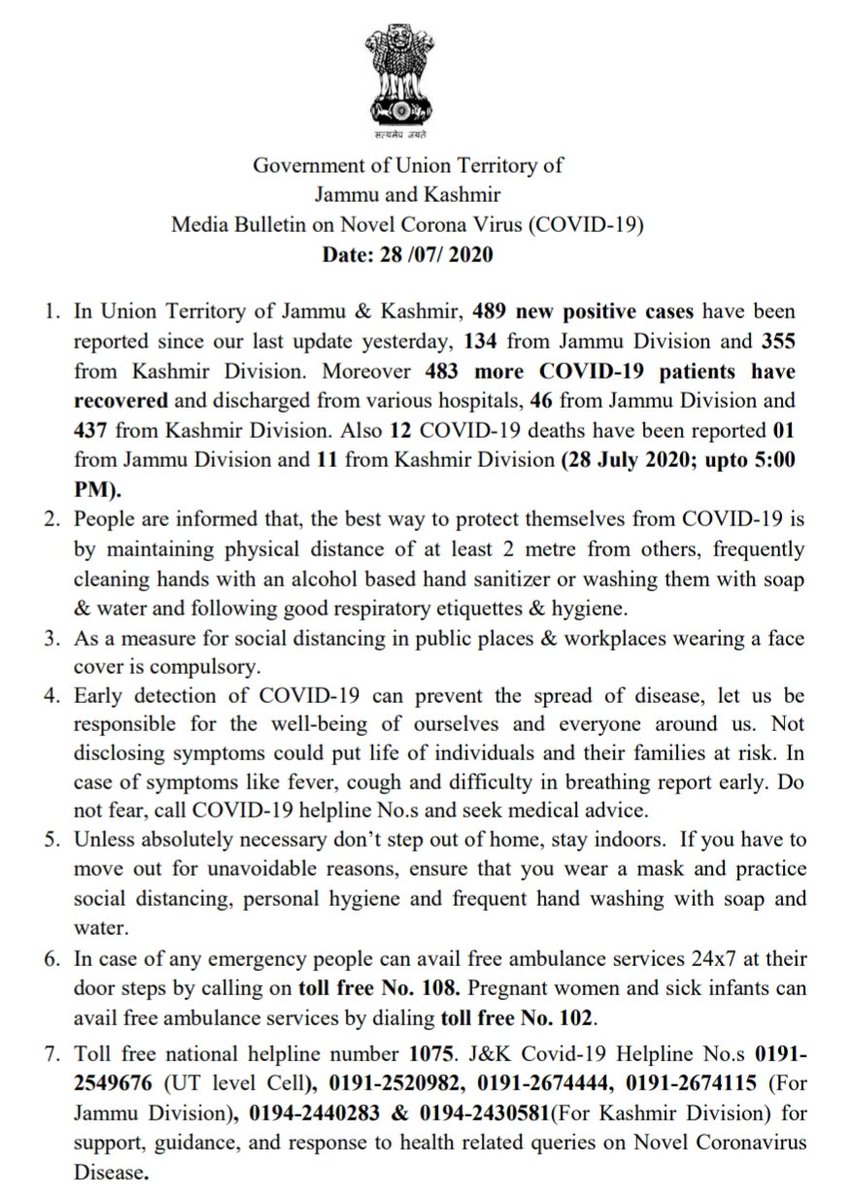 सत्यमेव जयते
Government of Union Territory of
Jammu and Kashmir
Media Bulletin on Novel Corona Virus (COVID-19)
Date: 28 /07/ 2020
1. In Union Territory of Jammu & Kashmir, 489 new positive cases have been
reported since our last update yesterday, 134 from Jammu Division and 355
from Kashmir Division. Moreover 483 more COVID-19 patients have
recovered and discharged from various hospitals, 46 from Jammu Division and
437 from Kashmir Division. Also 12 COVID-19 deaths have been reported 01
from Jammu Division and 11 from Kashmir Division (28 July 2020; upto 5:00
PM).
2. People are informed that, the best way to protect themselves from COVID-19 is
by maintaining physical distance of at least 2 metre from others, frequently
cleaning hands with an alcohol based hand sanitizer or washing them with soap
& water and following good respiratory etiquettes & hygiene.
3. As a measure for social distancing in public places & workplaces wearing a face
cover is compulsory.
4. Early detection of COVID-19 can prevent the spread of disease, let us be
responsible for the well-being of ourselves and everyone around us. Not
disclosing symptoms could put life of individuals and their families at risk. In
case of symptoms like fever, cough and difficulty in breathing report early. Do
not fear, call COVID-19 helpline No.s and seek medical advice.
5. Unless absolutely necessary don’t step out of home, stay indoors. If you have to
move out for unavoidable reasons, ensure that you wear a mask and practice
social distancing, personal hygiene and frequent hand washing with soap and
water.
6. In case of any emergency people can avail free ambulance services 24x7 at their
door steps by calling on toll free No. 108. Pregnant women and sick infants can
avail free ambulance services by dialing toll free No. 102.
7. Toll free national helpline number 1075. J&K Covid-19 Helpline No.s 0191-
2549676 (UT level Cell), 0191-2520982, 0191-2674444, 0191-2674115 (For
Jammu Division), 0194-2440283 & 0194-2430581(For Kashmir Division) for
support, guidance, and response to health related queries on Novel Coronavirus
Disease.